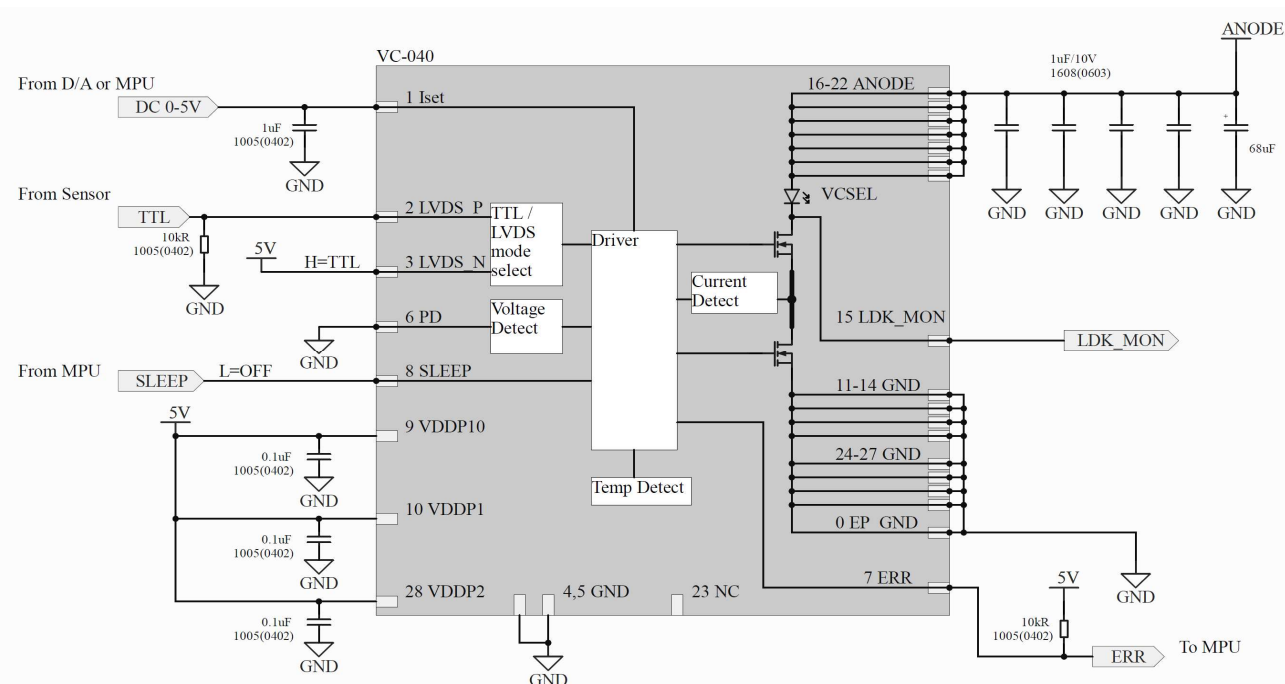 ANODE
VC-040
1uF/10V
1608(0603)
From D/A or MPU
16-22 ANODE
DC 0-5V
1 Iset
1uF
1005(0402)
GND
+
68uF
From Sensor
VCSEL
GND
GND
GND
GND
GND
TTL
2 LVDS_P
TTL /
LVDS
mode
select
10kR
1005(0402)
Driver
5V
H=TTL
3 LVDS_N
GND
Current
Detect
6 PD
Voltage
Detect
15 LDK_MON
LDK_MON
GND
From MPU
SLEEP
L=OFF
8 SLEEP
11-14 GND
5V
9 VDDP10
0.1uF
1005(0402)
24-27 GND
GND
Temp Detect
10 VDDP1
0 EP_GND
0.1uF
1005(0402)
GND
7 ERR
5V
GND
28 VDDP2
4,5 GND
23 NC
0.1uF
1005(0402)
10kR
1005(0402)
GND
To MPU
ERR
GND